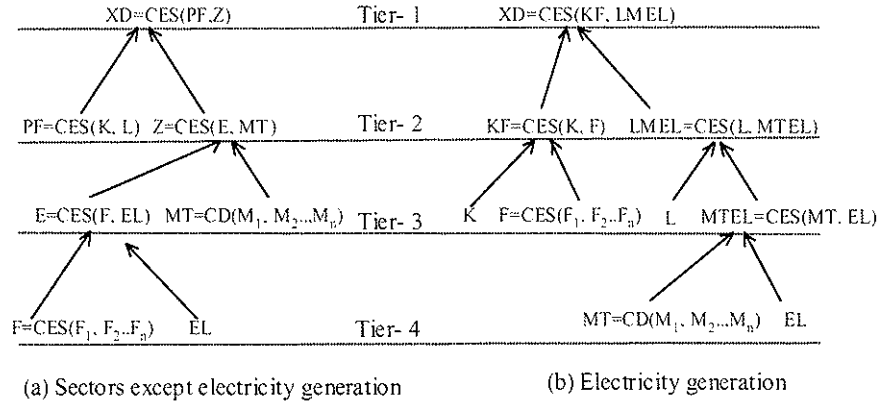 XD=CES(PF,Z) Tier- 1 XD=CES(KF, LMEL)
PF=CES(K, L) Z=CES(E, MT) Tier- 2 KF=CES(K, F) LMEL=CES(L, MTEL)
E=CES(F, EL) MT=CD(M₁, M₂...Mₙ) Tier- 3 K F=CES(F₁, F₂..Fₙ) L MTEL=CES(MT, EL)
F=CES(F₁, F₂..Fₙ) EL Tier- 4 MT=CD(M₁, M₂...Mₙ) EL
(a) Sectors except electricity generation (b) Electricity generation